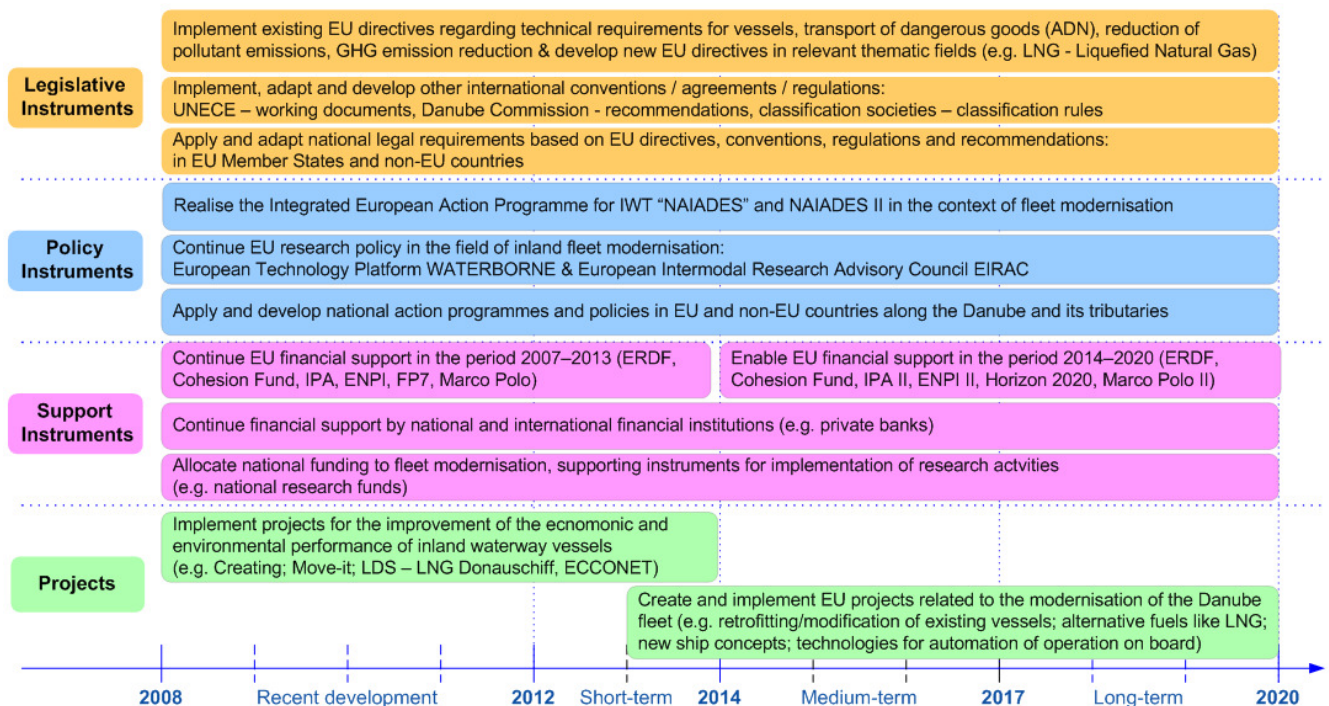 Legislative
Instruments
Implement existing EU directives regarding technical requirements for vessels, transport of dangerous goods (ADN), reduction of
pollutant emissions, GHG emission reduction & develop new EU directives in relevant thematic fields (e.g. LNG - Liquefied Natural Gas)
Implement, adapt and develop other international conventions / agreements / regulations:
UNECE – working documents, Danube Commission - recommendations, classification societies – classification rules
Apply and adapt national legal requirements based on EU directives, conventions, regulations and recommendations:
in EU Member States and non-EU countries
Policy
Instruments
Realise the Integrated European Action Programme for IWT “NAIADES” and NAIADES II in the context of fleet modernisation
Continue EU research policy in the field of inland fleet modernisation:
European Technology Platform WATERBORNE & European Intermodal Research Advisory Council EIRAC
Apply and develop national action programmes and policies in EU and non-EU countries along the Danube and its tributaries
Support
Instruments
Continue EU financial support in the period 2007–2013 (ERDF,
Cohesion Fund, IPA, ENPI, FP7, Marco Polo)
Enable EU financial support in the period 2014–2020 (ERDF,
Cohesion Fund, IPA II, ENPI II, Horizon 2020, Marco Polo II)
Continue financial support by national and international financial institutions (e.g. private banks)
Allocate national funding to fleet modernisation, supporting instruments for implementation of research actvities
(e.g. national research funds)
Projects
Implement projects for the improvement of the ecnomonic and
environmental performance of inland waterway vessels
(e.g. Creating; Move-it; LDS – LNG Donauschiff, ECCONET)
Create and implement EU projects related to the modernisation of the Danube
fleet (e.g. retrofitting/modification of existing vessels; alternative fuels like LNG;
new ship concepts; technologies for automation of operation on board)
2008 Recent development 2012 Short-term 2014 Medium-term 2017 Long-term 2020